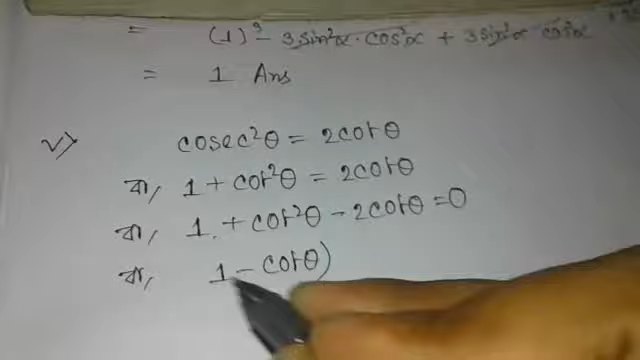 = (1)³ - 3sin²α · cos²α + 3sin²α cos²α
= 1 Ans
v) cosec²θ = 2cotθ
বা, 1 + cot²θ = 2cotθ
বা, 1 + cot²θ - 2cotθ = 0
বা, 1 - cotθ)